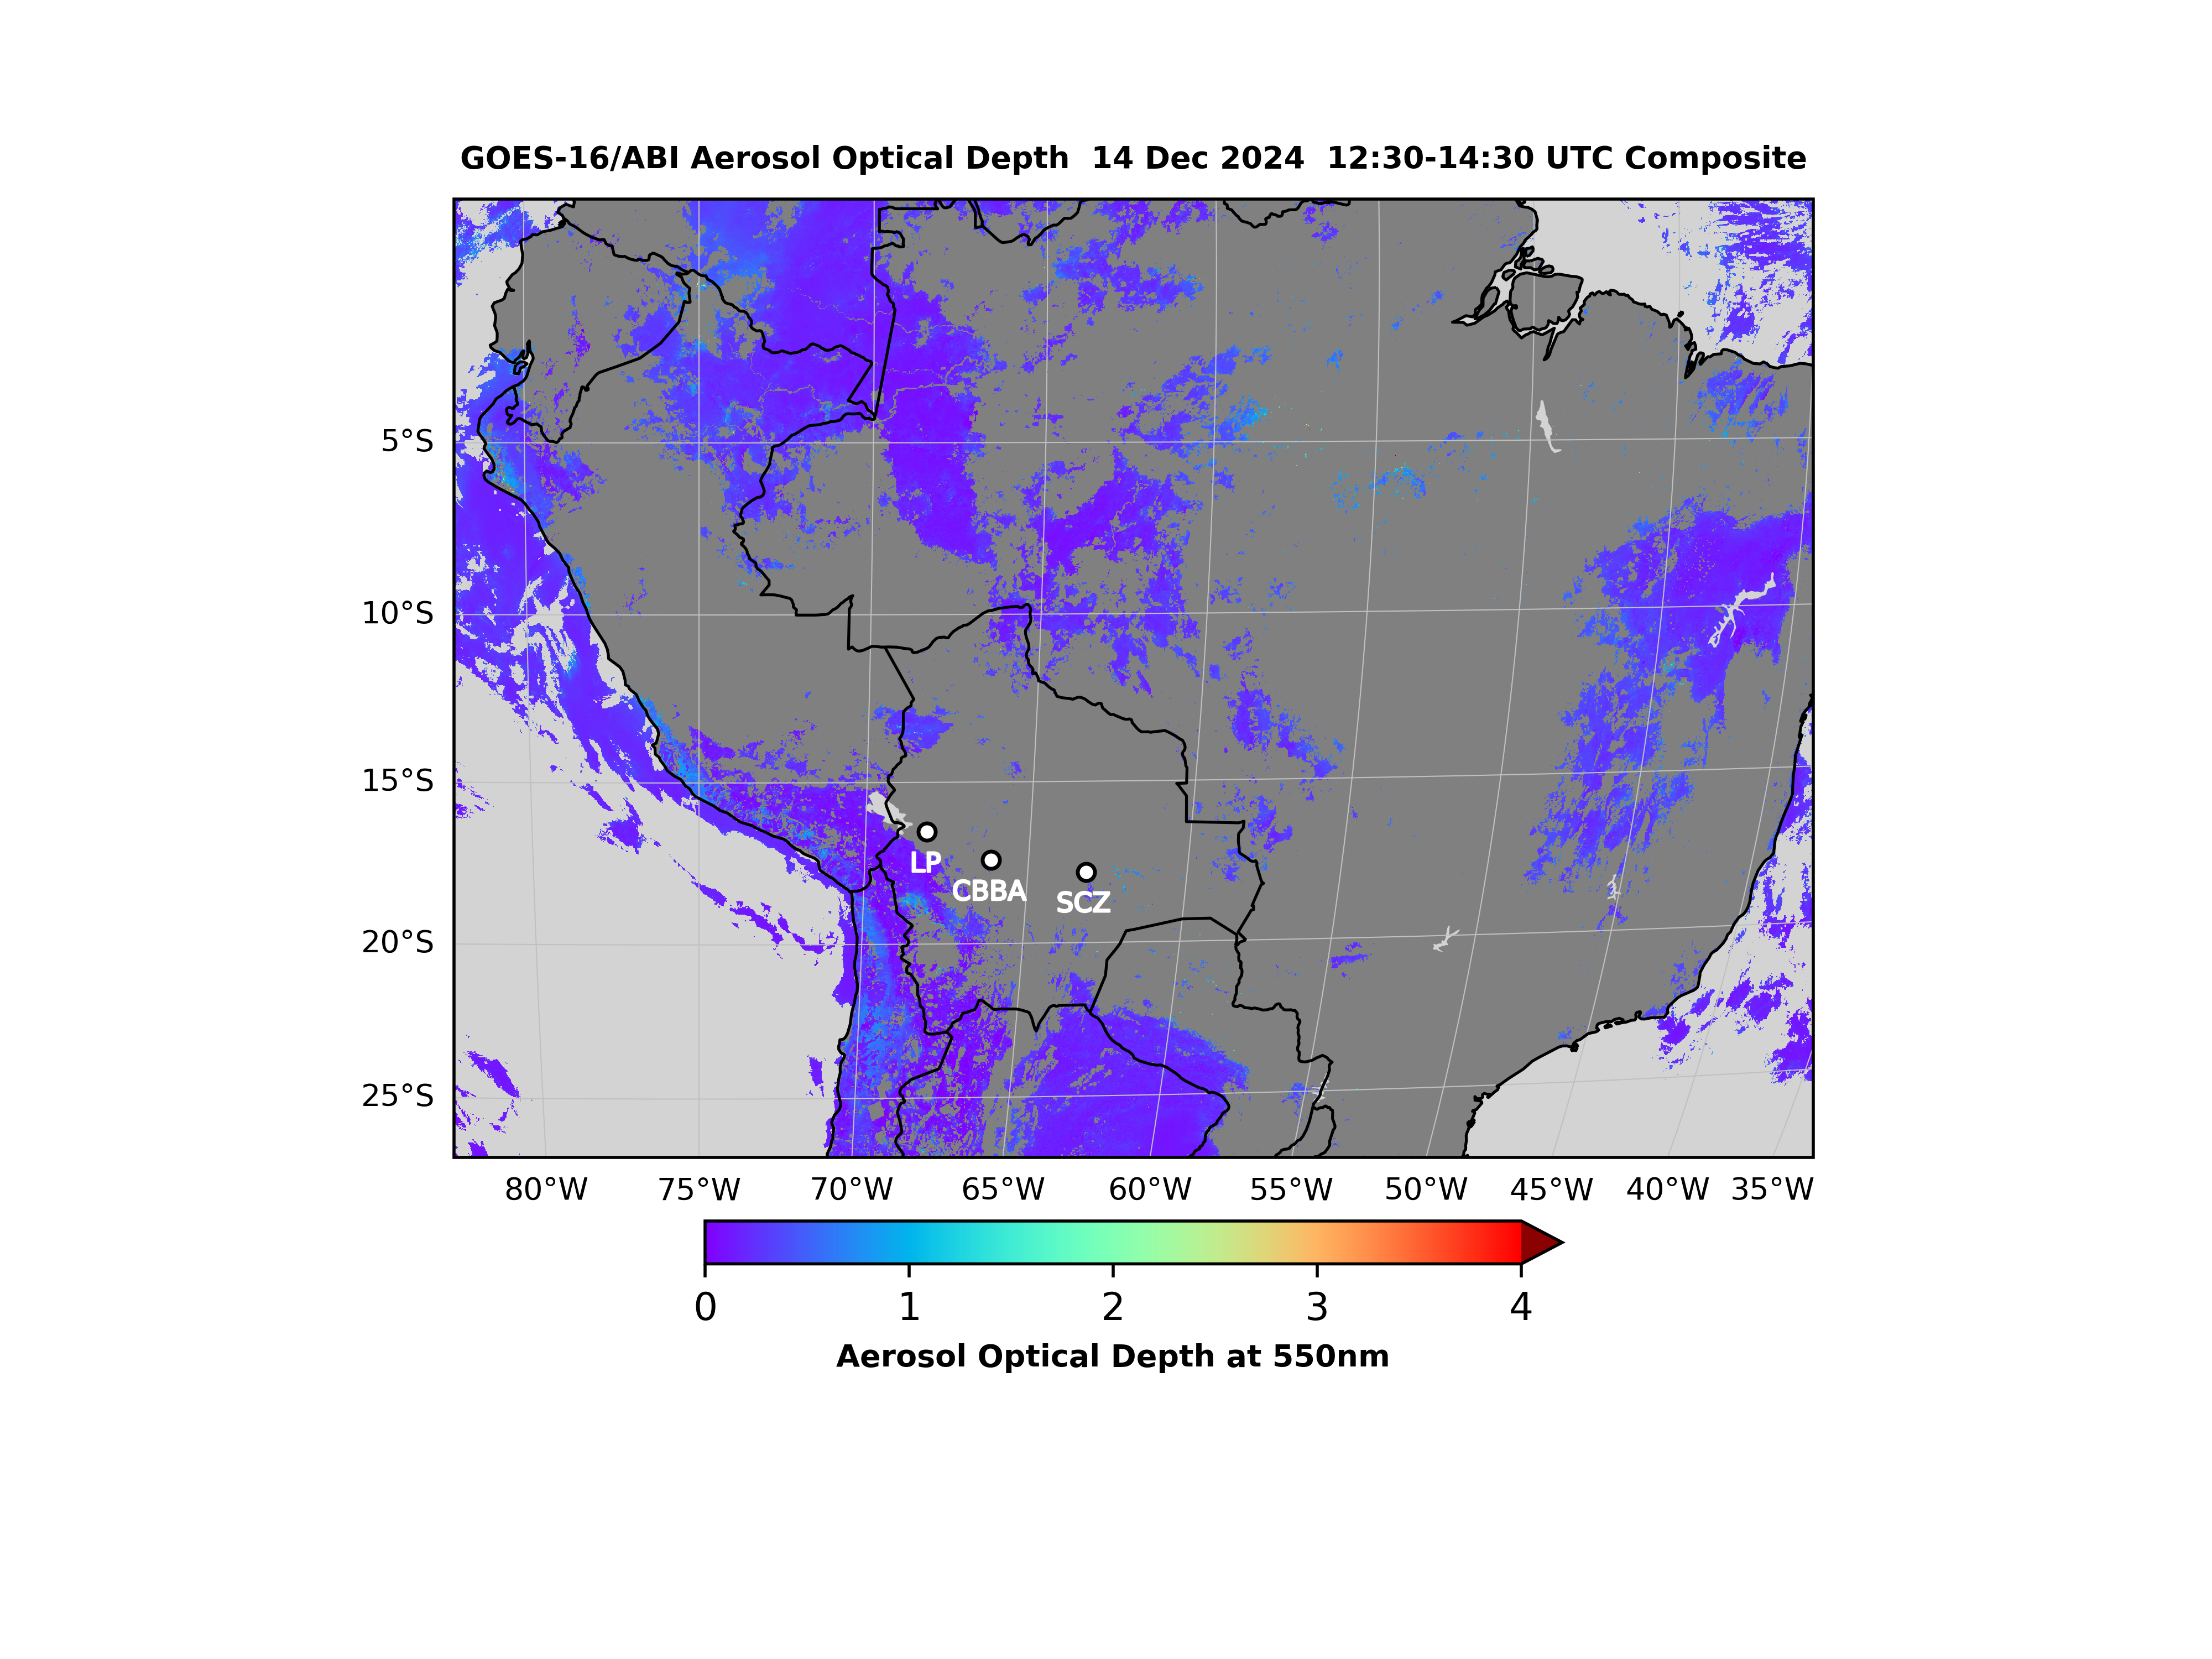 GOES-16/ABI Aerosol Optical Depth  14 Dec 2024  12:30-14:30 UTC Composite
5°S
10°S
15°S
LP
CBBA
SCZ
20°S
25°S
80°W 75°W 70°W 65°W 60°W 55°W 50°W 45°W 40°W 35°W
0 1 2 3 4
Aerosol Optical Depth at 550nm